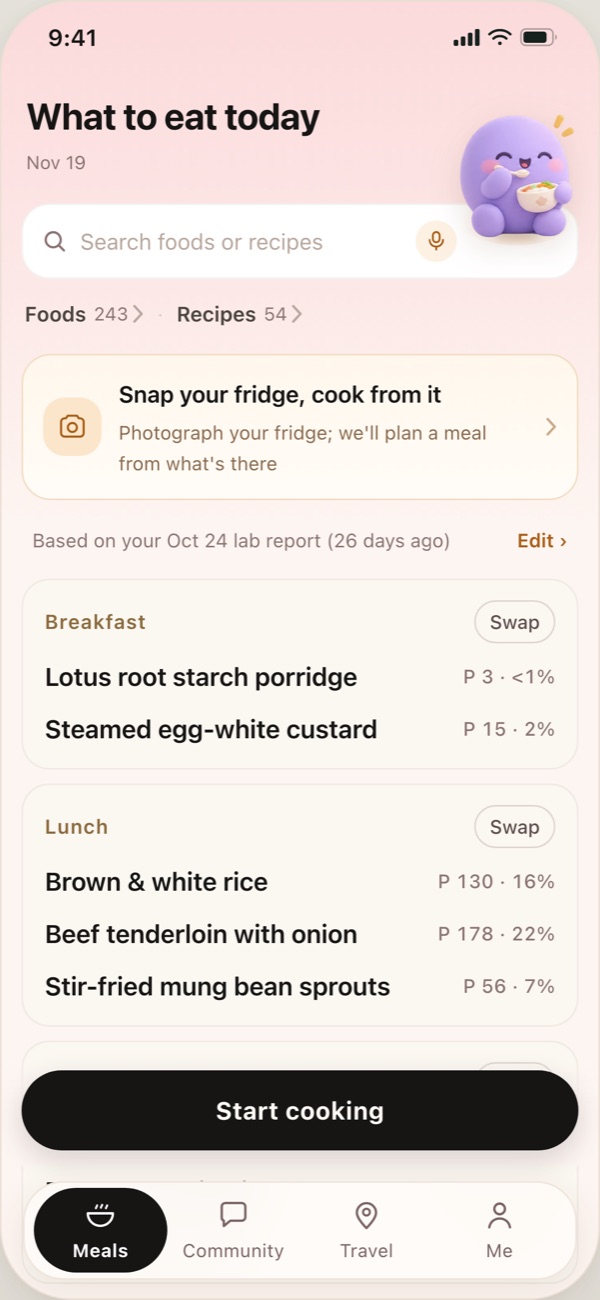 9:41
What to eat today
Nov 19
Search foods or recipes
Foods 243 · Recipes 54
Snap your fridge, cook from it
Photograph your fridge; we'll plan a meal
from what's there
Based on your Oct 24 lab report (26 days ago) Edit ›
Breakfast Swap
Lotus root starch porridge P 3 · <1%
Steamed egg-white custard P 15 · 2%
Lunch Swap
Brown & white rice P 130 · 16%
Beef tenderloin with onion P 178 · 22%
Stir-fried mung bean sprouts P 56 · 7%
Start cooking
Meals Community Travel Me